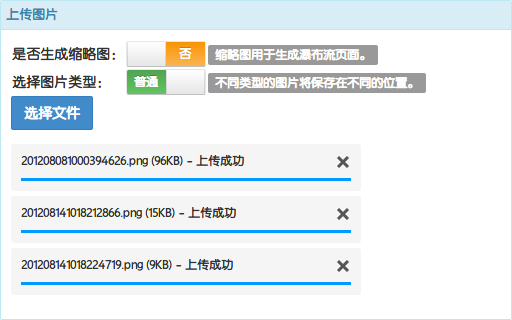 上传图片
是否生成缩略图： 否 缩略图用于生成瀑布流页面。
选择图片类型： 普通 不同类型的图片将保存在不同的位置。
选择文件
201208081000394626.png (96KB) - 上传成功
201208141018212866.png (15KB) - 上传成功
201208141018224719.png (9KB) - 上传成功